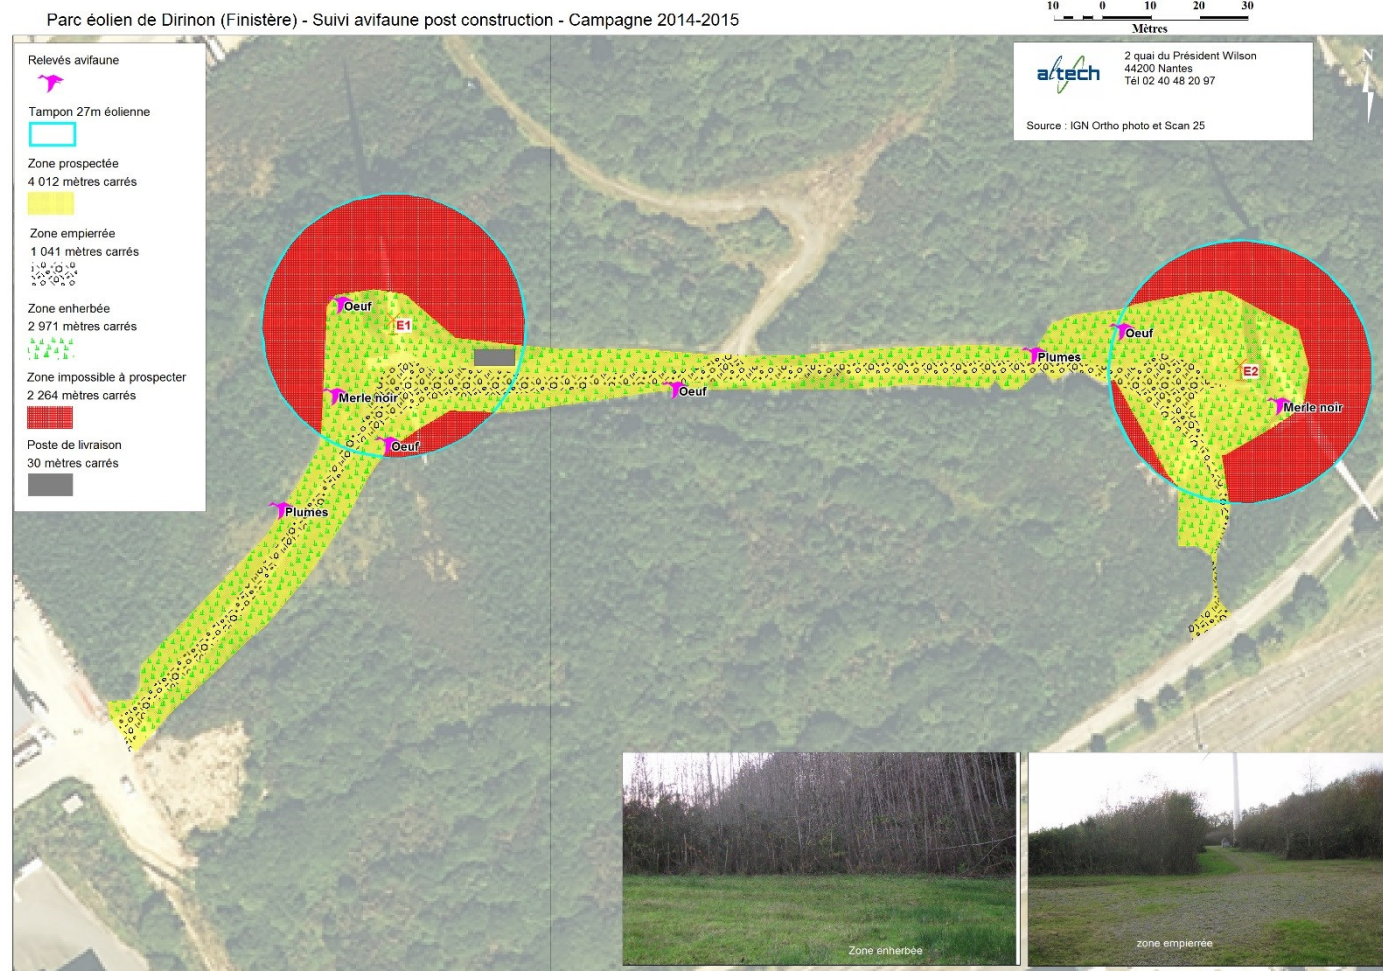 Parc éolien de Dirinon (Finistère) - Suivi avifaune post construction - Campagne 2014-2015
10 0 10 20 30
Mètres
Relevés avifaune
Tampon 27m éolienne
Zone prospectée
4 012 mètres carrés
Zone empierrée
1 041 mètres carrés
Zone enherbée
2 971 mètres carrés
Zone impossible à prospecter
2 264 mètres carrés
Poste de livraison
30 mètres carrés
altech
2 quai du Président Wilson
44200 Nantes
Tél 02 40 48 20 97
Source : IGN Ortho photo et Scan 25
N
Oeuf
E1
Merle noir
Oeuf
Plumes
Oeuf
Plumes
Oeuf
E2
Merle noir
Zone enherbée
zone empierrée